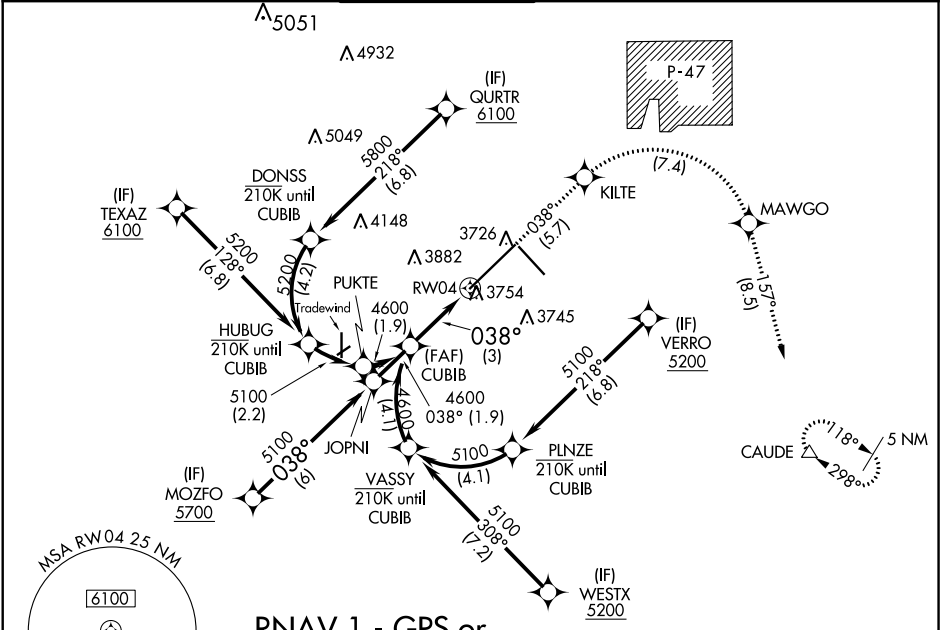 5051
4932
P-47
(IF)
QURTR
6100
5049
5800
218°
(6.8)
DONSS
210K until
CUBIB
KILTE
(7.4)
(IF)
TEXAZ
6100
4148
MAWGO
5200
128°
(6.8)
3726
038°
(5.7)
3882
5200
(4.2)
PUKTE
RW04
3754
157°
(8.5)
Tradewind
4600
(1.9)
3745
038°
(3)
(IF)
VERRO
5200
HUBUG
210K until
CUBIB
(FAF)
CUBIB
5100
218°
(6.8)
5100
(2.2)
4600
038° (1.9)
4600
(4.1)
JOPNI
5100
038°
(6)
5100
(4.1)
PLNZE
210K until
CUBIB
CAUDE
118°
298°
5 NM
(IF)
MOZFO
5700
VASSY
210K until
CUBIB
5100
308°
(7.2)
MSA RW04 25 NM
6100
(IF)
WESTX
5200
RNAV 1 - GPS or